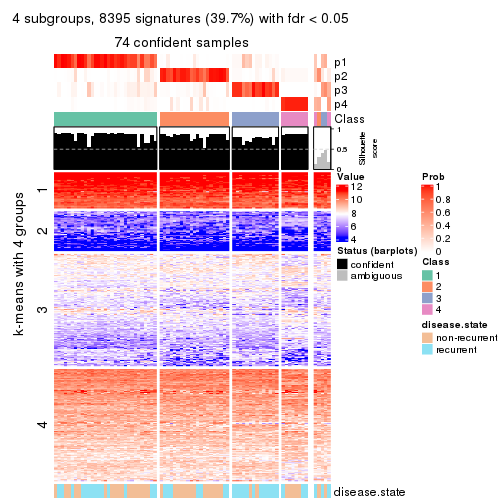 4 subgroups, 8395 signatures (39.7%) with fdr < 0.05
74 confident samples
p1
p2
p3
p4
Class
1
0.5
0
Silhouette
score
k-means with 4 groups
1
2
3
4
disease.state
Value
12
10
8
6
4
Status (barplots)
confident
ambiguous
Prob
1
0.8
0.6
0.4
0.2
0
Class
1
2
3
4
disease.state
non-recurrent
recurrent